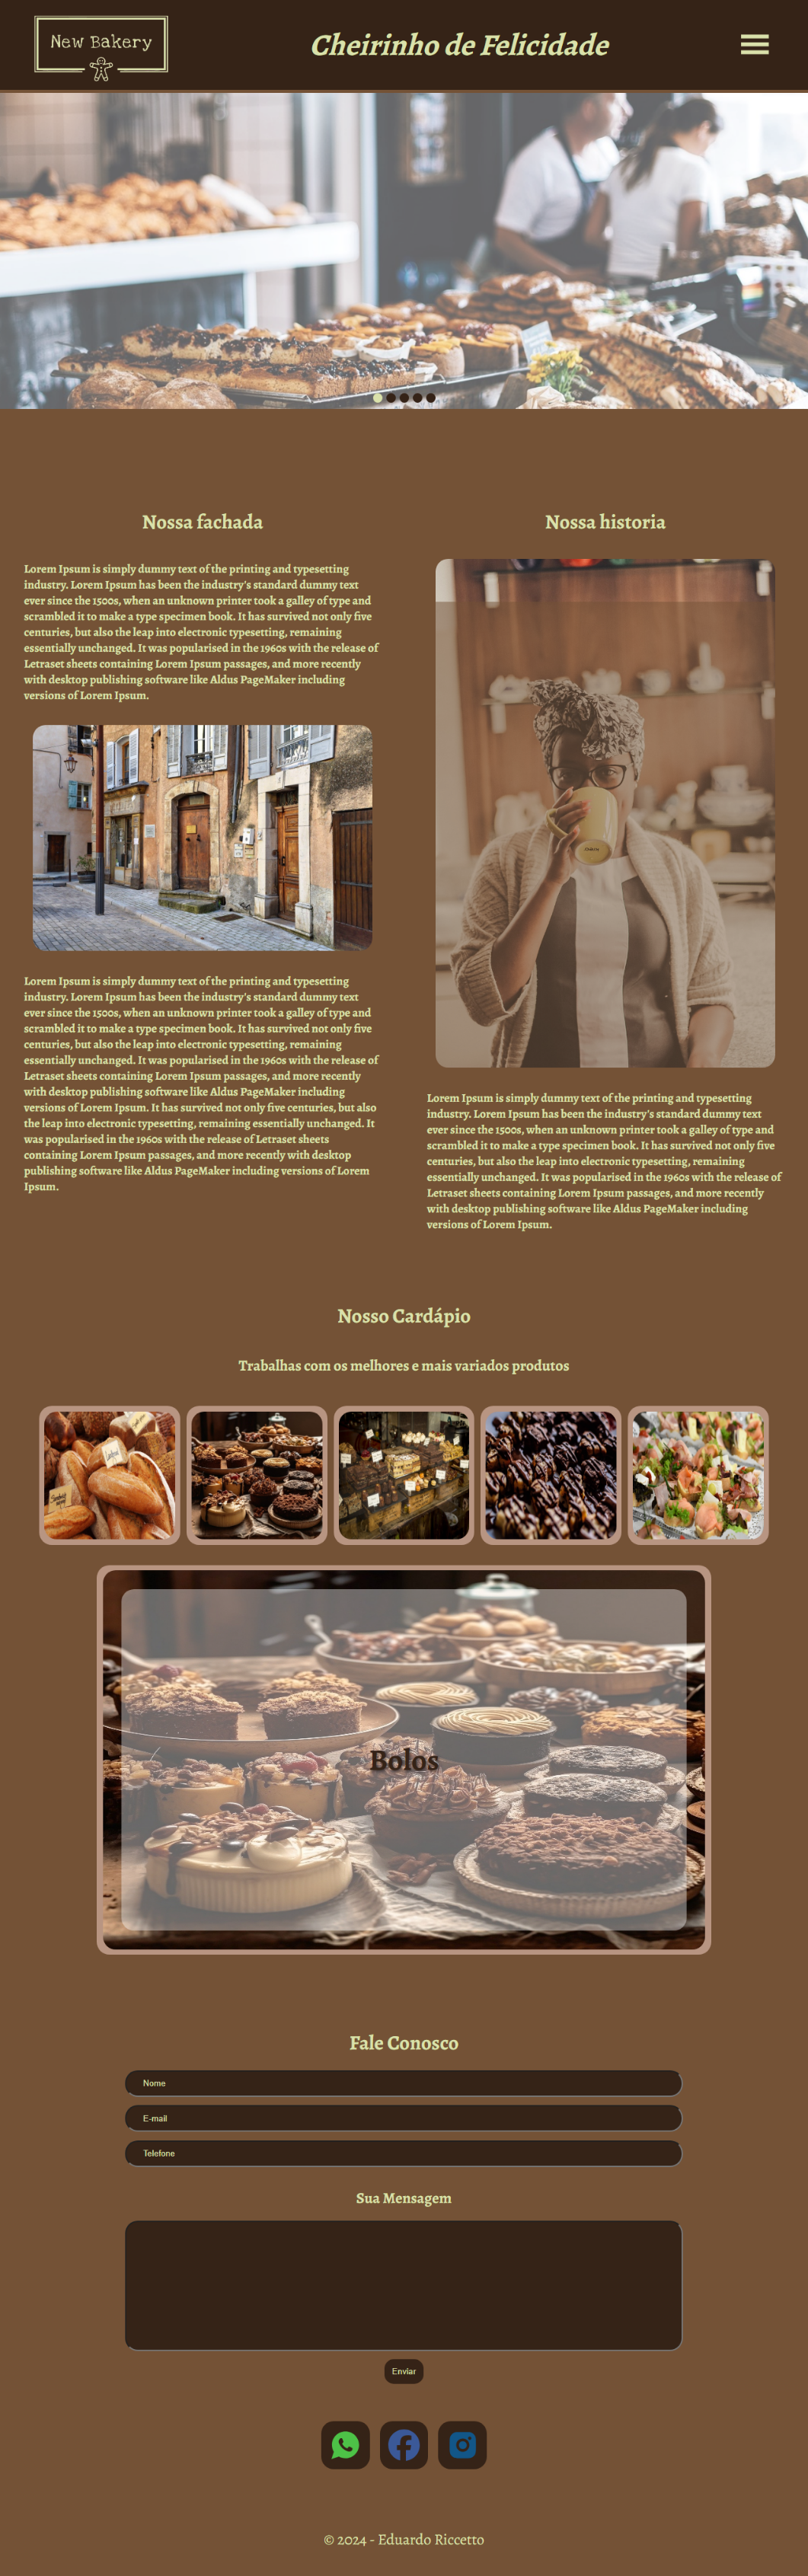 New Bakery
Cheirinho de Felicidade
Nossa fachada
Lorem Ipsum is simply dummy text of the printing and typesetting
industry. Lorem Ipsum has been the industry's standard dummy text
ever since the 1500s, when an unknown printer took a galley of type and
scrambled it to make a type specimen book. It has survived not only five
centuries, but also the leap into electronic typesetting, remaining
essentially unchanged. It was popularised in the 1960s with the release of
Letraset sheets containing Lorem Ipsum passages, and more recently
with desktop publishing software like Aldus PageMaker including
versions of Lorem Ipsum.
Lorem Ipsum is simply dummy text of the printing and typesetting
industry. Lorem Ipsum has been the industry's standard dummy text
ever since the 1500s, when an unknown printer took a galley of type and
scrambled it to make a type specimen book. It has survived not only five
centuries, but also the leap into electronic typesetting, remaining
essentially unchanged. It was popularised in the 1960s with the release of
Letraset sheets containing Lorem Ipsum passages, and more recently
with desktop publishing software like Aldus PageMaker including
versions of Lorem Ipsum. It has survived not only five centuries, but also
the leap into electronic typesetting, remaining essentially unchanged. It
was popularised in the 1960s with the release of Letraset sheets
containing Lorem Ipsum passages, and more recently with desktop
publishing software like Aldus PageMaker including versions of Lorem
Ipsum.
Nossa historia
Lorem Ipsum is simply dummy text of the printing and typesetting
industry. Lorem Ipsum has been the industry's standard dummy text
ever since the 1500s, when an unknown printer took a galley of type and
scrambled it to make a type specimen book. It has survived not only five
centuries, but also the leap into electronic typesetting, remaining
essentially unchanged. It was popularised in the 1960s with the release of
Letraset sheets containing Lorem Ipsum passages, and more recently
with desktop publishing software like Aldus PageMaker including
versions of Lorem Ipsum.
Nosso Cardápio
Trabalhas com os melhores e mais variados produtos
Bolos
Fale Conosco
Nome
E-mail
Telefone
Sua Mensagem
Enviar
© 2024 - Eduardo Riccetto